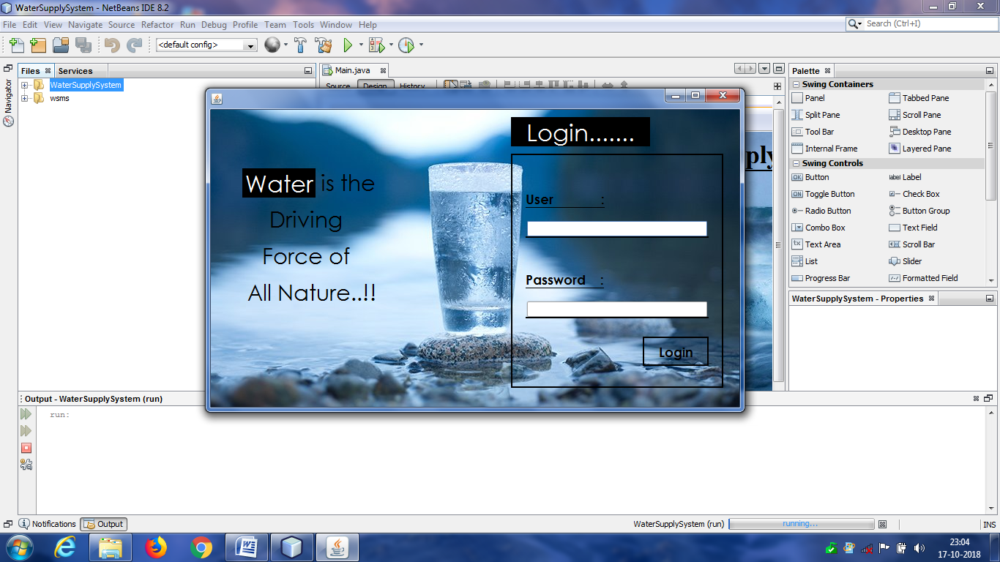 WaterSupplySystem - NetBeans IDE 8.2
File Edit View Navigate Source Refactor Run Debug Profile Team Tools Window Help
Search (Ctrl+I)
<default config>
Files Services
Navigator
WaterSupplySystem
wsms
Main.java
Source Design History
Login.......
Water is the
Driving
Force of
All Nature..!!
User :
Password :
Login
ply
Palette
Swing Containers
Panel Tabbed Pane
Split Pane Scroll Pane
Tool Bar Desktop Pane
Internal Frame Layered Pane
Swing Controls
OK Button label Label
ON Toggle Button Check Box
Radio Button Button Group
Combo Box Text Field
tx Text Area Scroll Bar
List Slider
Progress Bar Formatted Field
WaterSupplySystem - Properties
Output - WaterSupplySystem (run)
run:
Notifications Output
WaterSupplySystem (run) running...
INS
23:04
17-10-2018